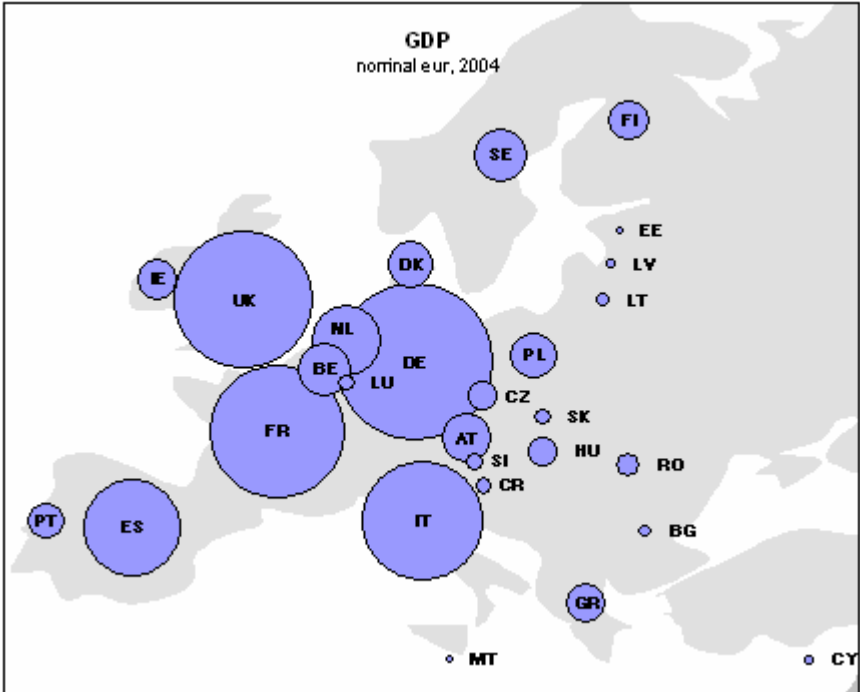 GDP
nominal eur, 2004
FI
SE
EE
DK
LV
IE
UK
LT
NL
PL
BE
DE
LU
CZ
SK
FR
AT
HU
SI
RO
CR
PT
ES
IT
BG
GR
MT
CY